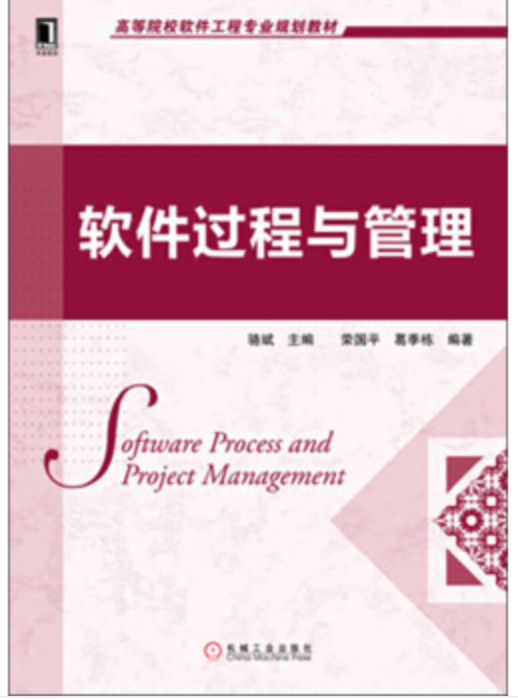 高等院校软件工程专业规划教材
软件过程与管理
骆斌 主编 荣国平 葛季栋 编著
Software Process and
Project Management
机械工业出版社
China Machine Press